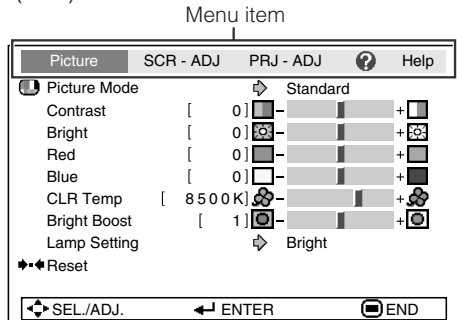 Menu item
Picture SCR - ADJ PRJ - ADJ ? Help
Picture Mode Standard
Contrast [ 0] - +
Bright [ 0] - +
Red [ 0] - +
Blue [ 0] - +
CLR Temp [ 8500K] - +
Bright Boost [ 1] - +
Lamp Setting Bright
Reset
SEL./ADJ. ENTER END